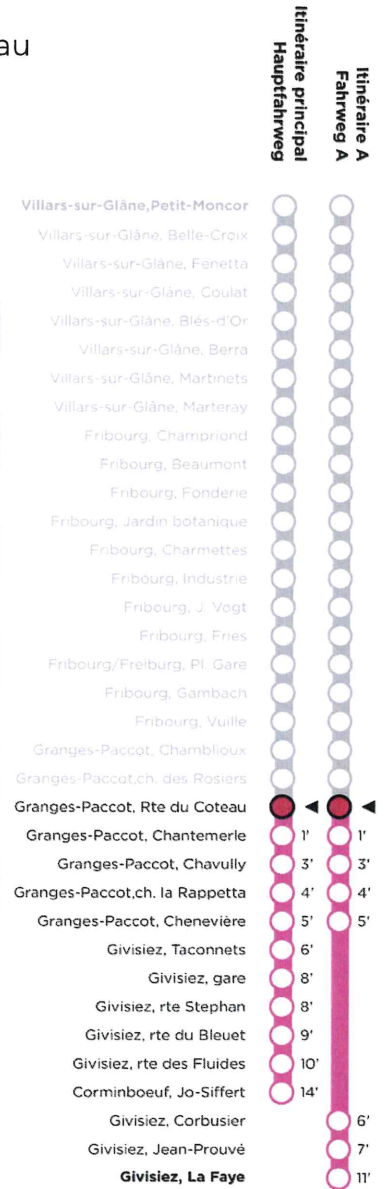 au
Itinéraire principal
Hauptfahrweg
Itinéraire A
Fahrweg A
Villars-sur-Glâne,Petit-Moncor
Villars-sur-Glâne, Belle-Croix
Villars-sur-Glâne, Fenetta
Villars-sur-Glâne, Coulat
Villars-sur-Glâne, Blés-d'Or
Villars-sur-Glâne, Berra
Villars-sur-Glâne, Martinets
Villars-sur-Glâne, Marteray
Fribourg, Champriond
Fribourg, Beaumont
Fribourg, Fonderie
Fribourg, Jardin botanique
Fribourg, Charmettes
Fribourg, Industrie
Fribourg, J. Vogt
Fribourg, Fries
Fribourg/Freiburg, Pl. Gare
Fribourg, Gambach
Fribourg, Vuille
Granges-Paccot, Chamblioux
Granges-Paccot,ch. des Rosiers
Granges-Paccot, Rte du Coteau
Granges-Paccot, Chantemerle 1' 1'
Granges-Paccot, Chavully 3' 3'
Granges-Paccot,ch. la Rappetta 4' 4'
Granges-Paccot, Chenevière 5' 5'
Givisiez, Taconnets 6'
Givisiez, gare 8'
Givisiez, rte Stephan 8'
Givisiez, rte du Bleuet 9'
Givisiez, rte des Fluides 10'
Corminboeuf, Jo-Siffert 14'
Givisiez, Corbusier 6'
Givisiez, Jean-Prouvé 7'
Givisiez, La Faye 11'